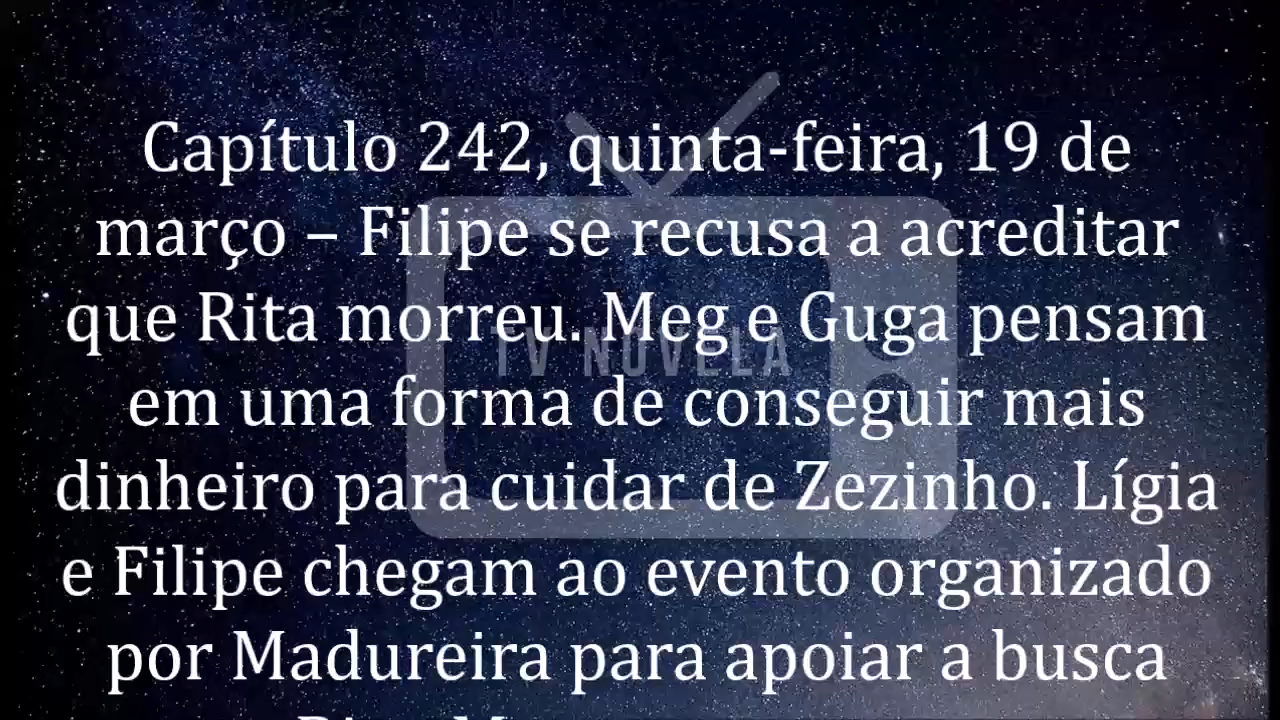 Capítulo 242, quinta-feira, 19 de
março – Filipe se recusa a acreditar
que Rita morreu. Meg e Guga pensam
TV NOVELA
em uma forma de conseguir mais
dinheiro para cuidar de Zezinho. Lígia
e Filipe chegam ao evento organizado
por Madureira para apoiar a busca